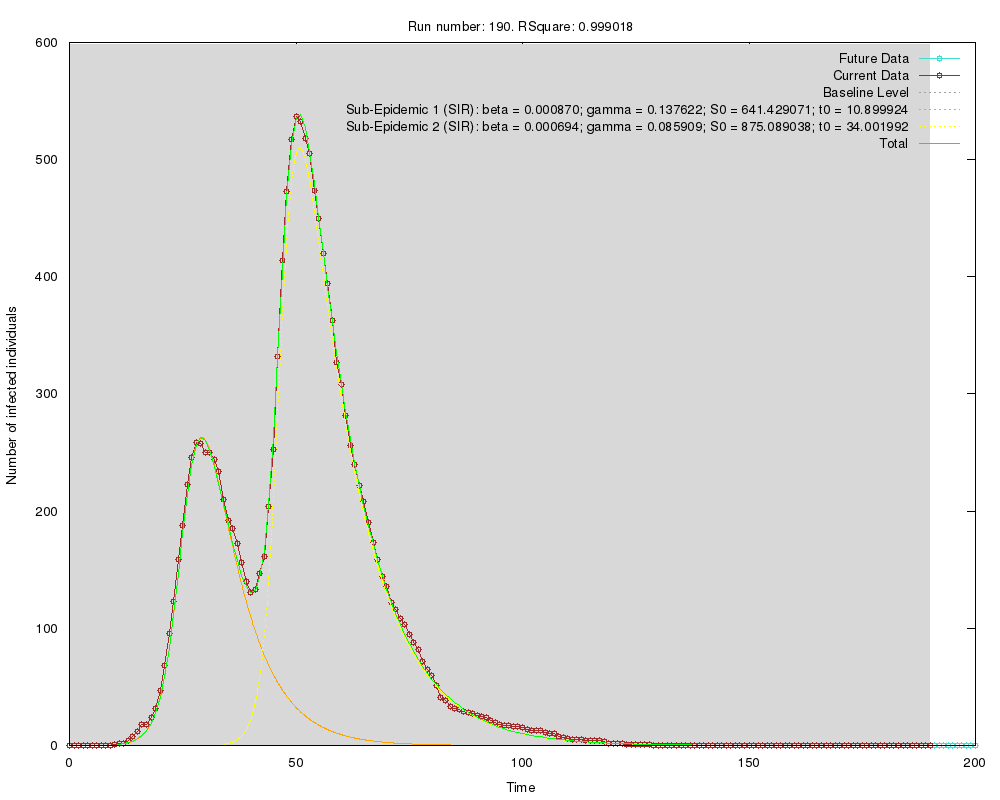 Run number: 190. RSquare: 0.999018
600
500
400
300
200
100
0
Number of infected individuals
Future Data
Current Data
Baseline Level
Sub-Epidemic 1 (SIR): beta = 0.000870; gamma = 0.137622; S0 = 641.429071; t0 = 10.899924
Sub-Epidemic 2 (SIR): beta = 0.000694; gamma = 0.085909; S0 = 875.089038; t0 = 34.001992
Total
0 50 100 150 200
Time